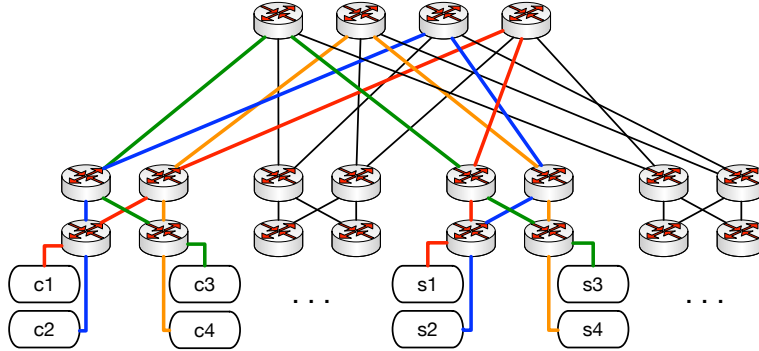 c1 c3 s1 s3
. . . . . .
c2 c4 s2 s4